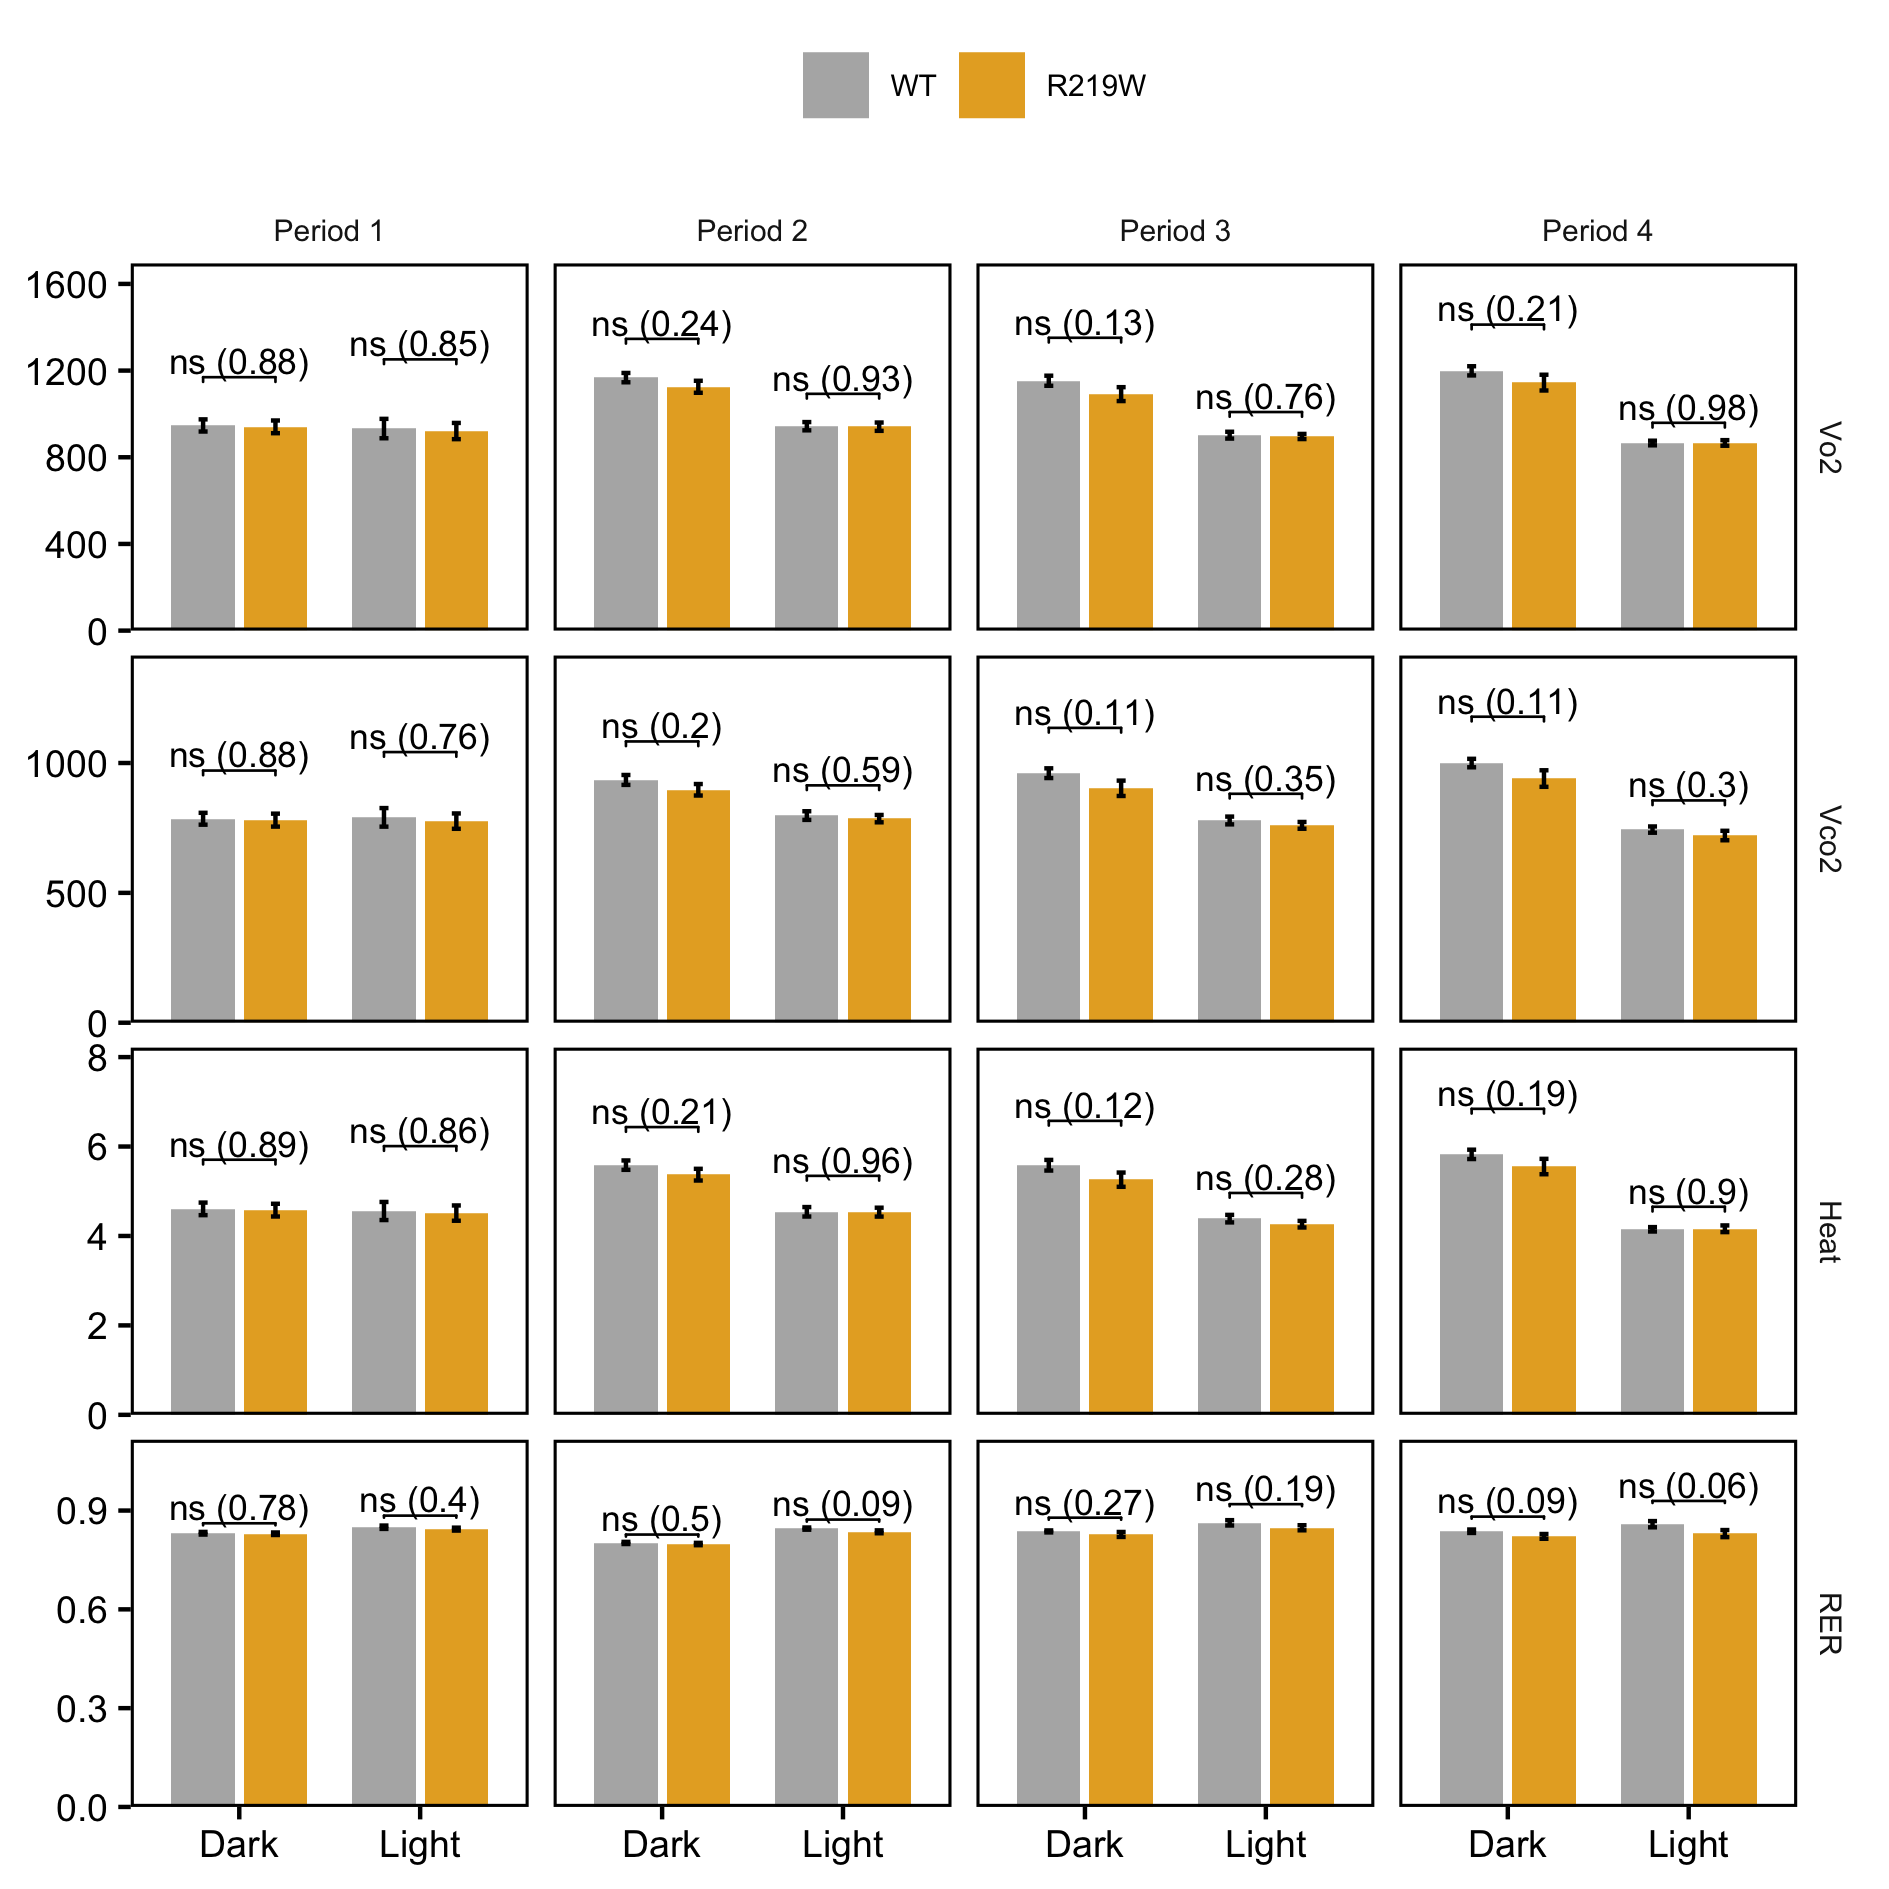 WT R219W
Period 1 Period 2 Period 3 Period 4
1600
1200
800
400
0
ns (0.88) ns (0.85) ns (0.24) ns (0.93) ns (0.13) ns (0.76) ns (0.21) ns (0.98)
Vo2
1000
500
0
ns (0.88) ns (0.76) ns (0.2) ns (0.59) ns (0.11) ns (0.35) ns (0.11) ns (0.3)
Vco2
8
6
4
2
0
ns (0.89) ns (0.86) ns (0.21) ns (0.96) ns (0.12) ns (0.28) ns (0.19) ns (0.9)
Heat
0.9
0.6
0.3
0.0
ns (0.78) ns (0.4) ns (0.5) ns (0.09) ns (0.27) ns (0.19) ns (0.09) ns (0.06)
RER
Dark Light Dark Light Dark Light Dark Light